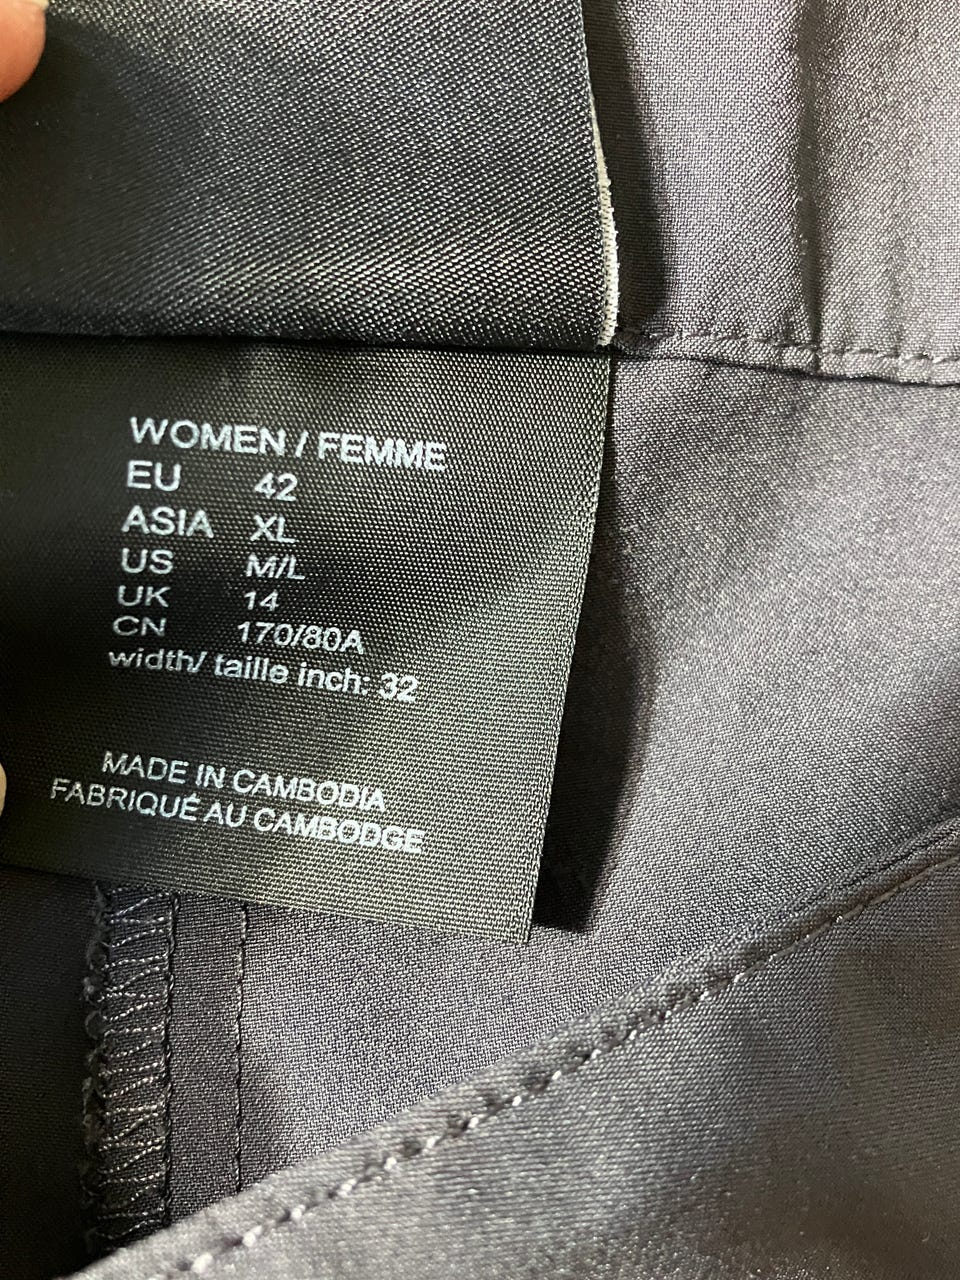 WOMEN / FEMME
EU 42
ASIA XL
US M/L
UK 14
CN 170/80A
width/ taille inch: 32
MADE IN CAMBODIA
FABRIQUÉ AU CAMBODGE